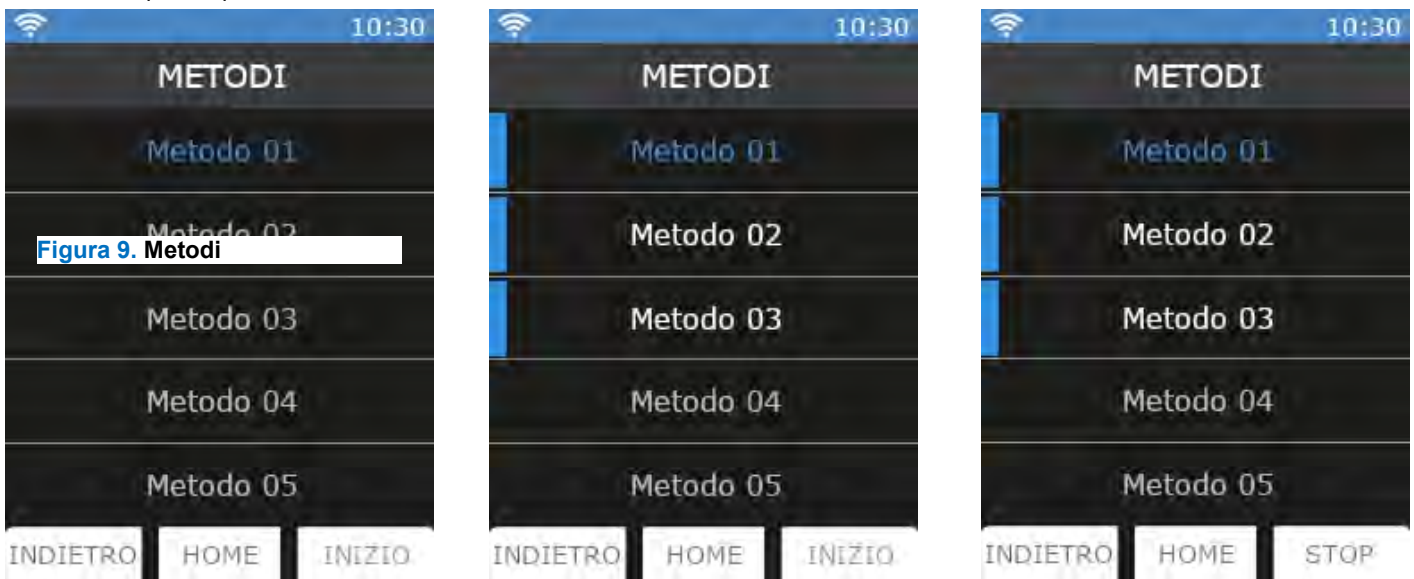 10:30
METODI
Metodo 01
Metodo 02
Figura 9. Metodi
Metodo 03
Metodo 04
Metodo 05
INDIETRO HOME INIZIO
10:30
METODI
Metodo 01
Metodo 02
Metodo 03
Metodo 04
Metodo 05
INDIETRO HOME INIZIO
10:30
METODI
Metodo 01
Metodo 02
Metodo 03
Metodo 04
Metodo 05
INDIETRO HOME STOP